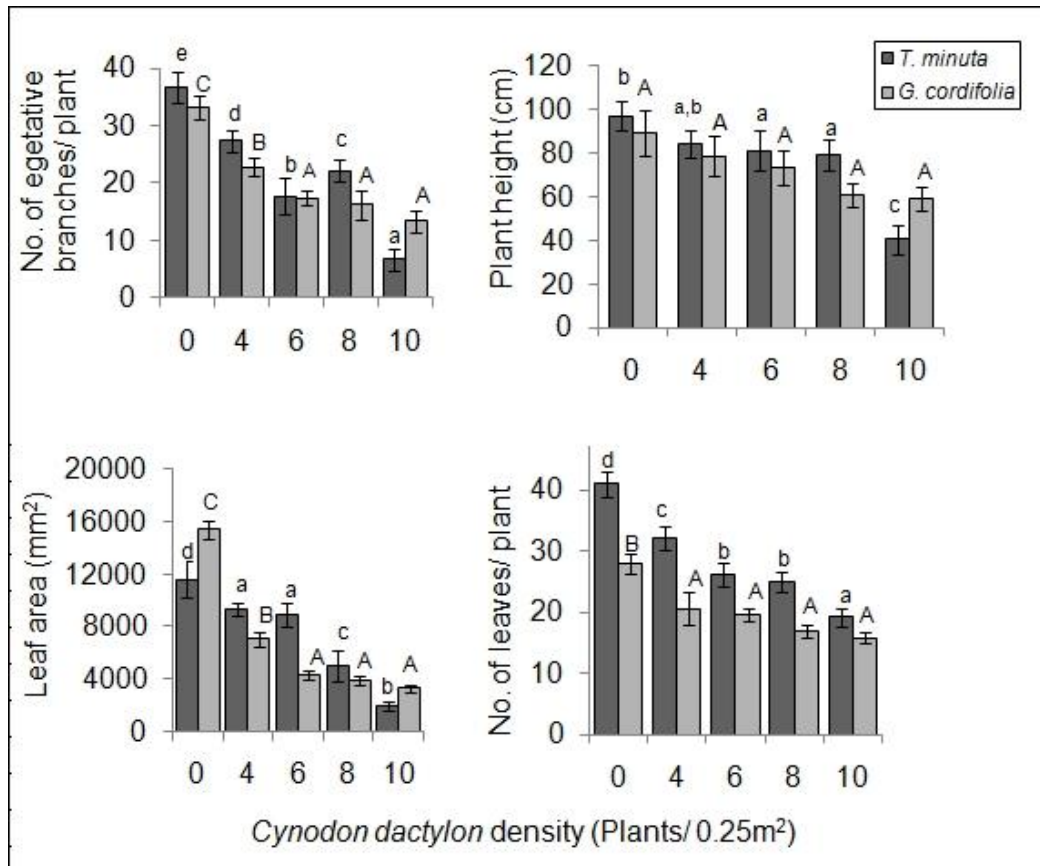 No. of egetative
branches/ plant
40
30
20
10
0
e
C
d
B
b
A
c
A
a
A
0 4 6 8 10
Plant height (cm)
120
100
80
60
40
20
0
b
A
a,b
A
a
A
a
A
c
A
0 4 6 8 10
T. minuta
G. cordifolia
Leaf area (mm²)
20000
16000
12000
8000
4000
0
d
C
a
B
a
A
c
A
b
A
0 4 6 8 10
No. of leaves/ plant
40
30
20
10
0
d
B
c
A
b
A
b
A
a
A
0 4 6 8 10
Cynodon dactylon density (Plants/ 0.25m²)